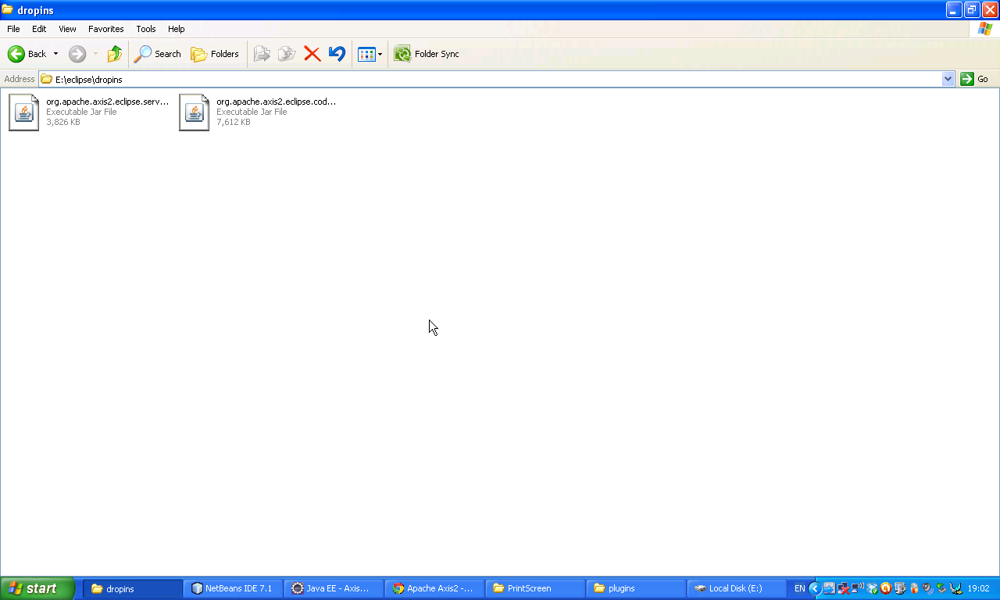 dropins
File Edit View Favorites Tools Help
Back Search Folders Folder Sync
Address E:\eclipse\dropins Go
org.apache.axis2.eclipse.serv... org.apache.axis2.eclipse.cod...
Executable Jar File Executable Jar File
3,826 KB 7,612 KB
start dropins NetBeans IDE 7.1 Java EE - Axis... Apache Axis2 -... PrintScreen plugins Local Disk (E:) EN 19:02